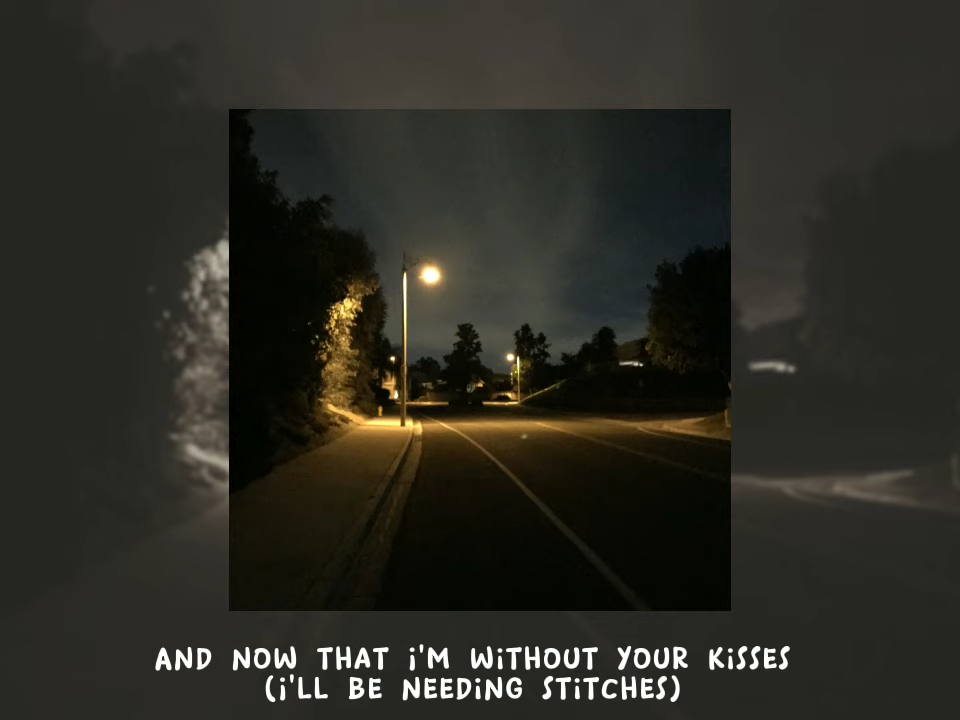 AND NOW THAT i'M WiTHOUT YOUR KiSSES
(i'LL BE NEEDiNG STiTCHES)